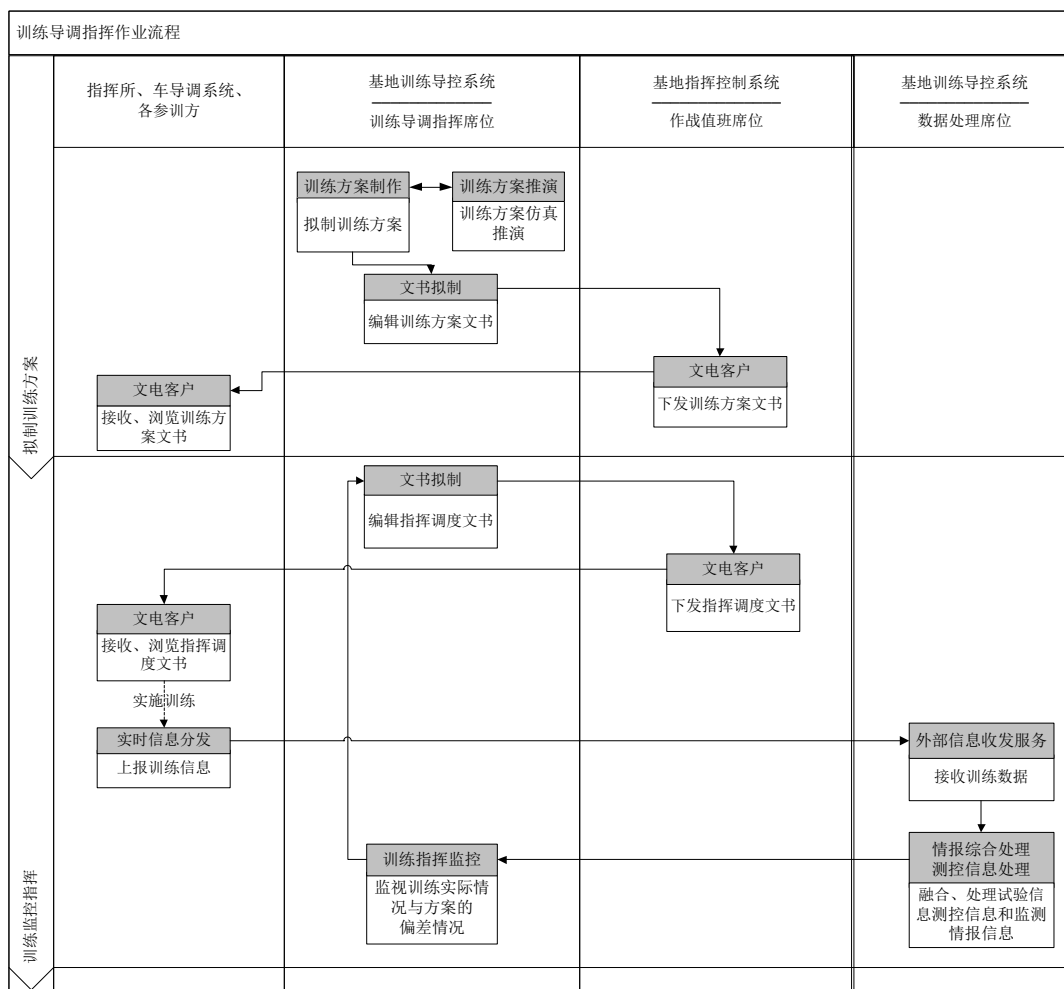 训练导调指挥作业流程
指挥所、车导调系统、
各参训方
基地训练导控系统
训练导调指挥席位
基地指挥控制系统
作战值班席位
基地训练导控系统
数据处理席位
拟制训练方案
训练方案制作
拟制训练方案
训练方案推演
训练方案仿真
推演
文书拟制
编辑训练方案文书
文电客户
下发训练方案文书
文电客户
接收、浏览训练方
案文书
训练监控指挥
文书拟制
编辑指挥调度文书
文电客户
下发指挥调度文书
文电客户
接收、浏览指挥调
度文书
实施训练
实时信息分发
上报训练信息
外部信息收发服务
接收训练数据
情报综合处理
测控信息处理
融合、处理试验信
息测控信息和监测
情报信息
训练指挥监控
监视训练实际情
况与方案的
偏差情况